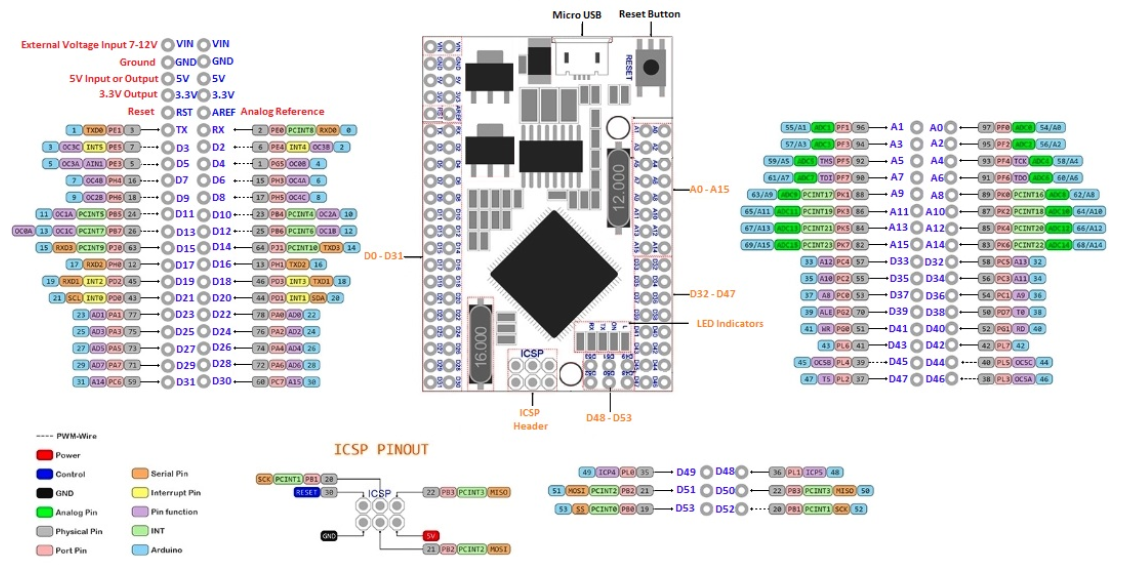 Micro USB Reset Button
External Voltage Input 7-12V VIN VIN
Ground GND GND
5V Input or Output 5V 5V
3.3V Output 3.3V 3.3V
Reset RST AREF Analog Reference
1 TXD0 PE1 3 TX RX 2 PE0 PCINT8 RXD0 0
3 OC3C INT5 PE5 7 D3 D2 6 PE4 INT4 OC3B 2
5 OC3A AIN1 PE3 5 D5 D4 1 PG5 OC0B 4
7 OC4B PH4 16 D7 D6 15 PH3 OC4A 6
9 OC2B PH6 18 D9 D8 17 PH5 OC4C 8
11 OC1A PCINT5 PB5 24 D11 D10 23 PB4 PCINT4 OC2A 10
OC0A 13 OC1C PCINT7 PB7 26 D13 D12 25 PB6 PCINT6 OC1B 12
15 RXD3 PCINT9 PJ0 63 D15 D14 64 PJ1 PCINT10 TXD3 14
17 RXD2 PH0 12 D17 D16 13 PH1 TXD2 16
19 RXD1 INT2 PD2 45 D19 D18 46 PD3 INT3 TXD1 18
21 SCL INT0 PD0 43 D21 D20 44 PD1 INT1 SDA 20
23 AD1 PA1 77 D23 D22 78 PA0 AD0 22
25 AD3 PA3 75 D25 D24 76 PA2 AD2 24
27 AD5 PA5 73 D27 D26 74 PA4 AD4 26
29 AD7 PA7 71 D29 D28 72 PA6 AD6 28
31 A14 PC6 59 D31 D30 60 PC7 A15 30
RESET
12.000
16.000
ICSP
RX TX ON L
D0 - D31
A0 - A15
D32 - D47
LED Indicators
ICSP
Header
D48 - D53
55/A1 ADC1 PF1 96 A1 A0 97 PF0 ADC0 54/A0
57/A3 ADC3 PF3 94 A3 A2 95 PF2 ADC2 56/A2
59/A5 ADC5 TMS PF5 92 A5 A4 93 PF4 TCK ADC4 58/A4
61/A7 ADC7 TDI PF7 90 A7 A6 91 PF6 TDO ADC6 60/A6
63/A9 ADC9 PCINT17 PK1 88 A9 A8 89 PK0 PCINT16 ADC8 62/A8
65/A11 ADC11 PCINT19 PK3 86 A11 A10 87 PK2 PCINT18 ADC10 64/A10
67/A13 ADC13 PCINT21 PK5 84 A13 A12 85 PK4 PCINT20 ADC12 66/A12
69/A15 ADC15 PCINT23 PK7 82 A15 A14 83 PK6 PCINT22 ADC14 68/A14
33 A12 PC4 57 D33 D32 58 PC5 A13 32
35 A10 PC2 55 D35 D34 56 PC3 A11 34
37 A8 PC0 53 D37 D36 54 PC1 A9 36
39 ALE PG2 70 D39 D38 50 PD7 T0 38
41 WR PG0 51 D41 D40 52 PG1 RD 40
43 PL6 41 D43 D42 42 PL7 42
45 OC5B PL4 39 D45 D44 40 PL5 OC5C 44
47 T5 PL2 37 D47 D46 38 PL3 OC5A 46
PWM-Wire
Power
Control
GND
Analog Pin
Physical Pin
Port Pin
Serial Pin
Interrupt Pin
Pin function
INT
Arduino
ICSP PINOUT
SCK PCINT1 PB1 20
RESET 30 ICSP 22 PB3 PCINT3 MISO
GND 5V
21 PB2 PCINT2 MOSI
49 ICP4 PL0 35 D49 D48 36 PL1 ICP5 48
51 MOSI PCINT2 PB2 21 D51 D50 22 PB3 PCINT3 MISO 50
53 SS PCINT0 PB0 19 D53 D52 20 PB1 PCINT1 SCK 52